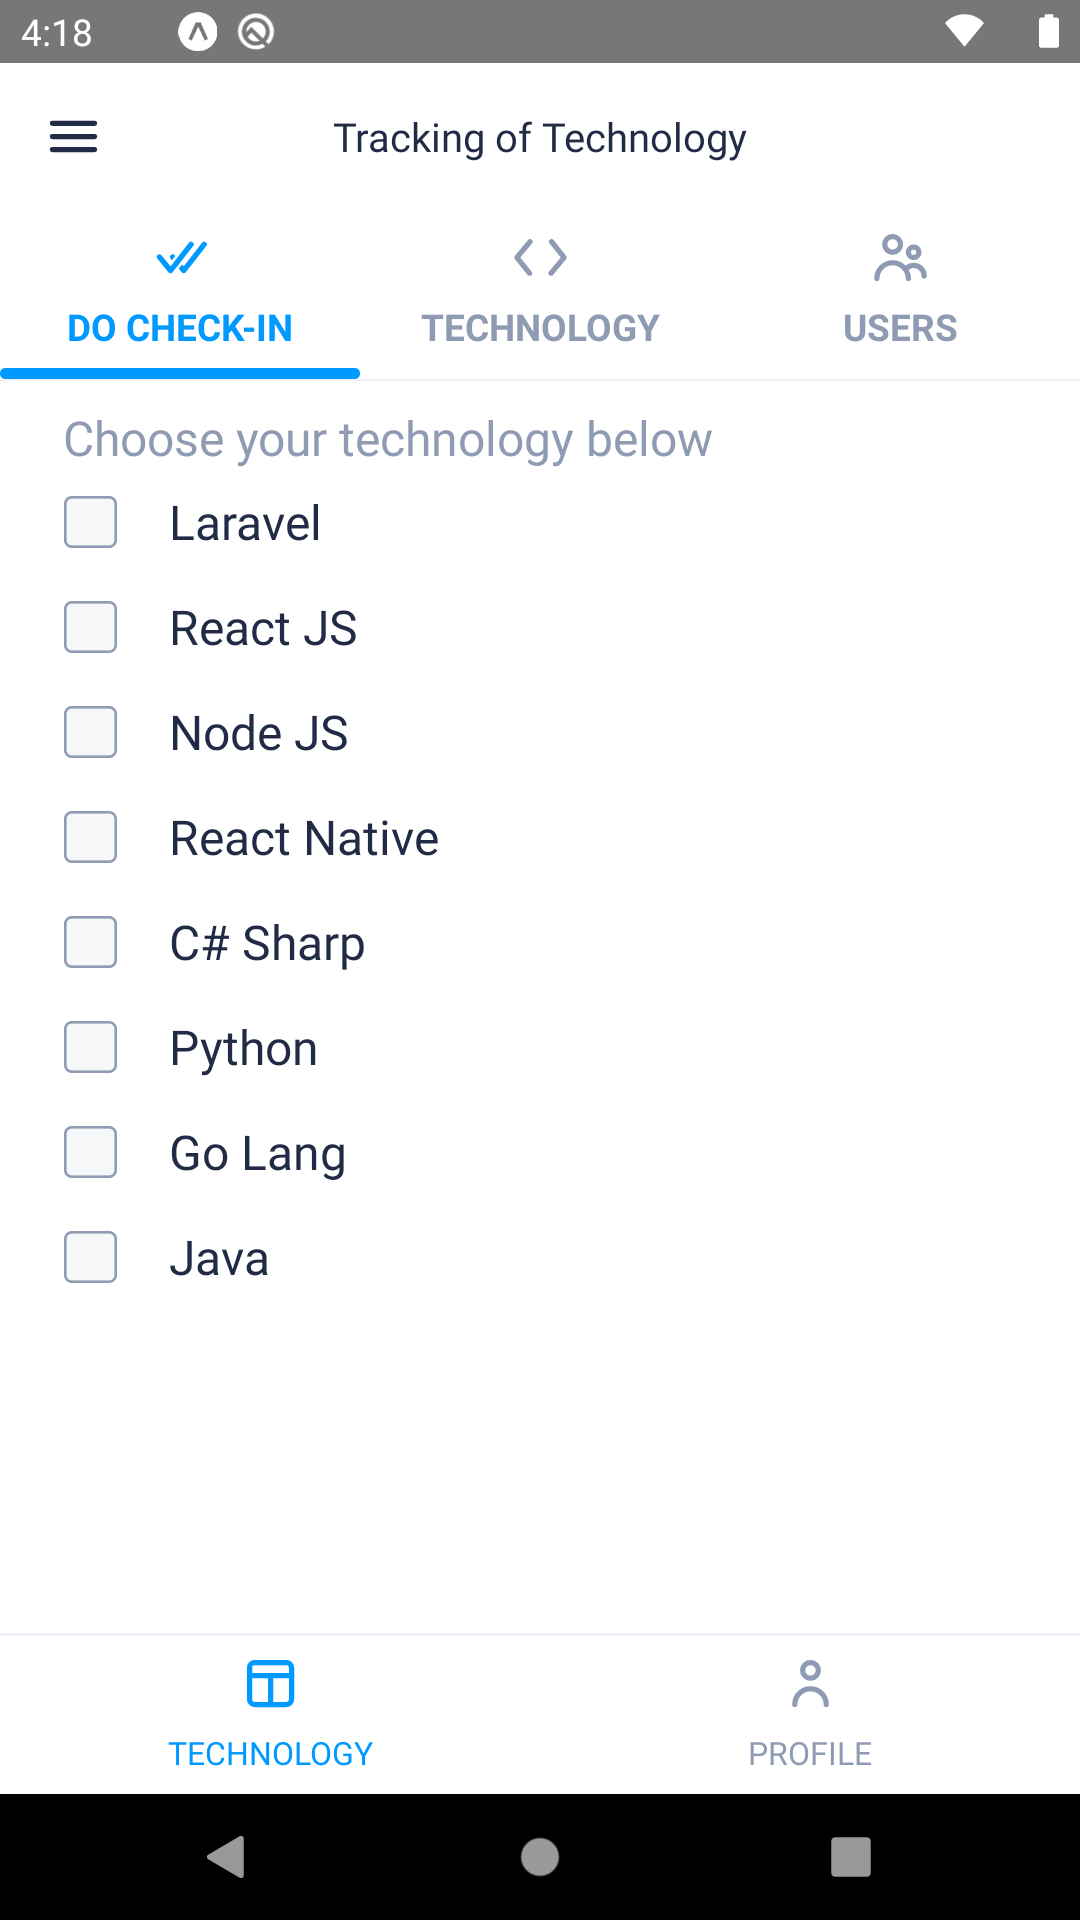 4:18
Tracking of Technology
DO CHECK-IN
TECHNOLOGY
USERS
Choose your technology below
Laravel
React JS
Node JS
React Native
C# Sharp
Python
Go Lang
Java
TECHNOLOGY
PROFILE